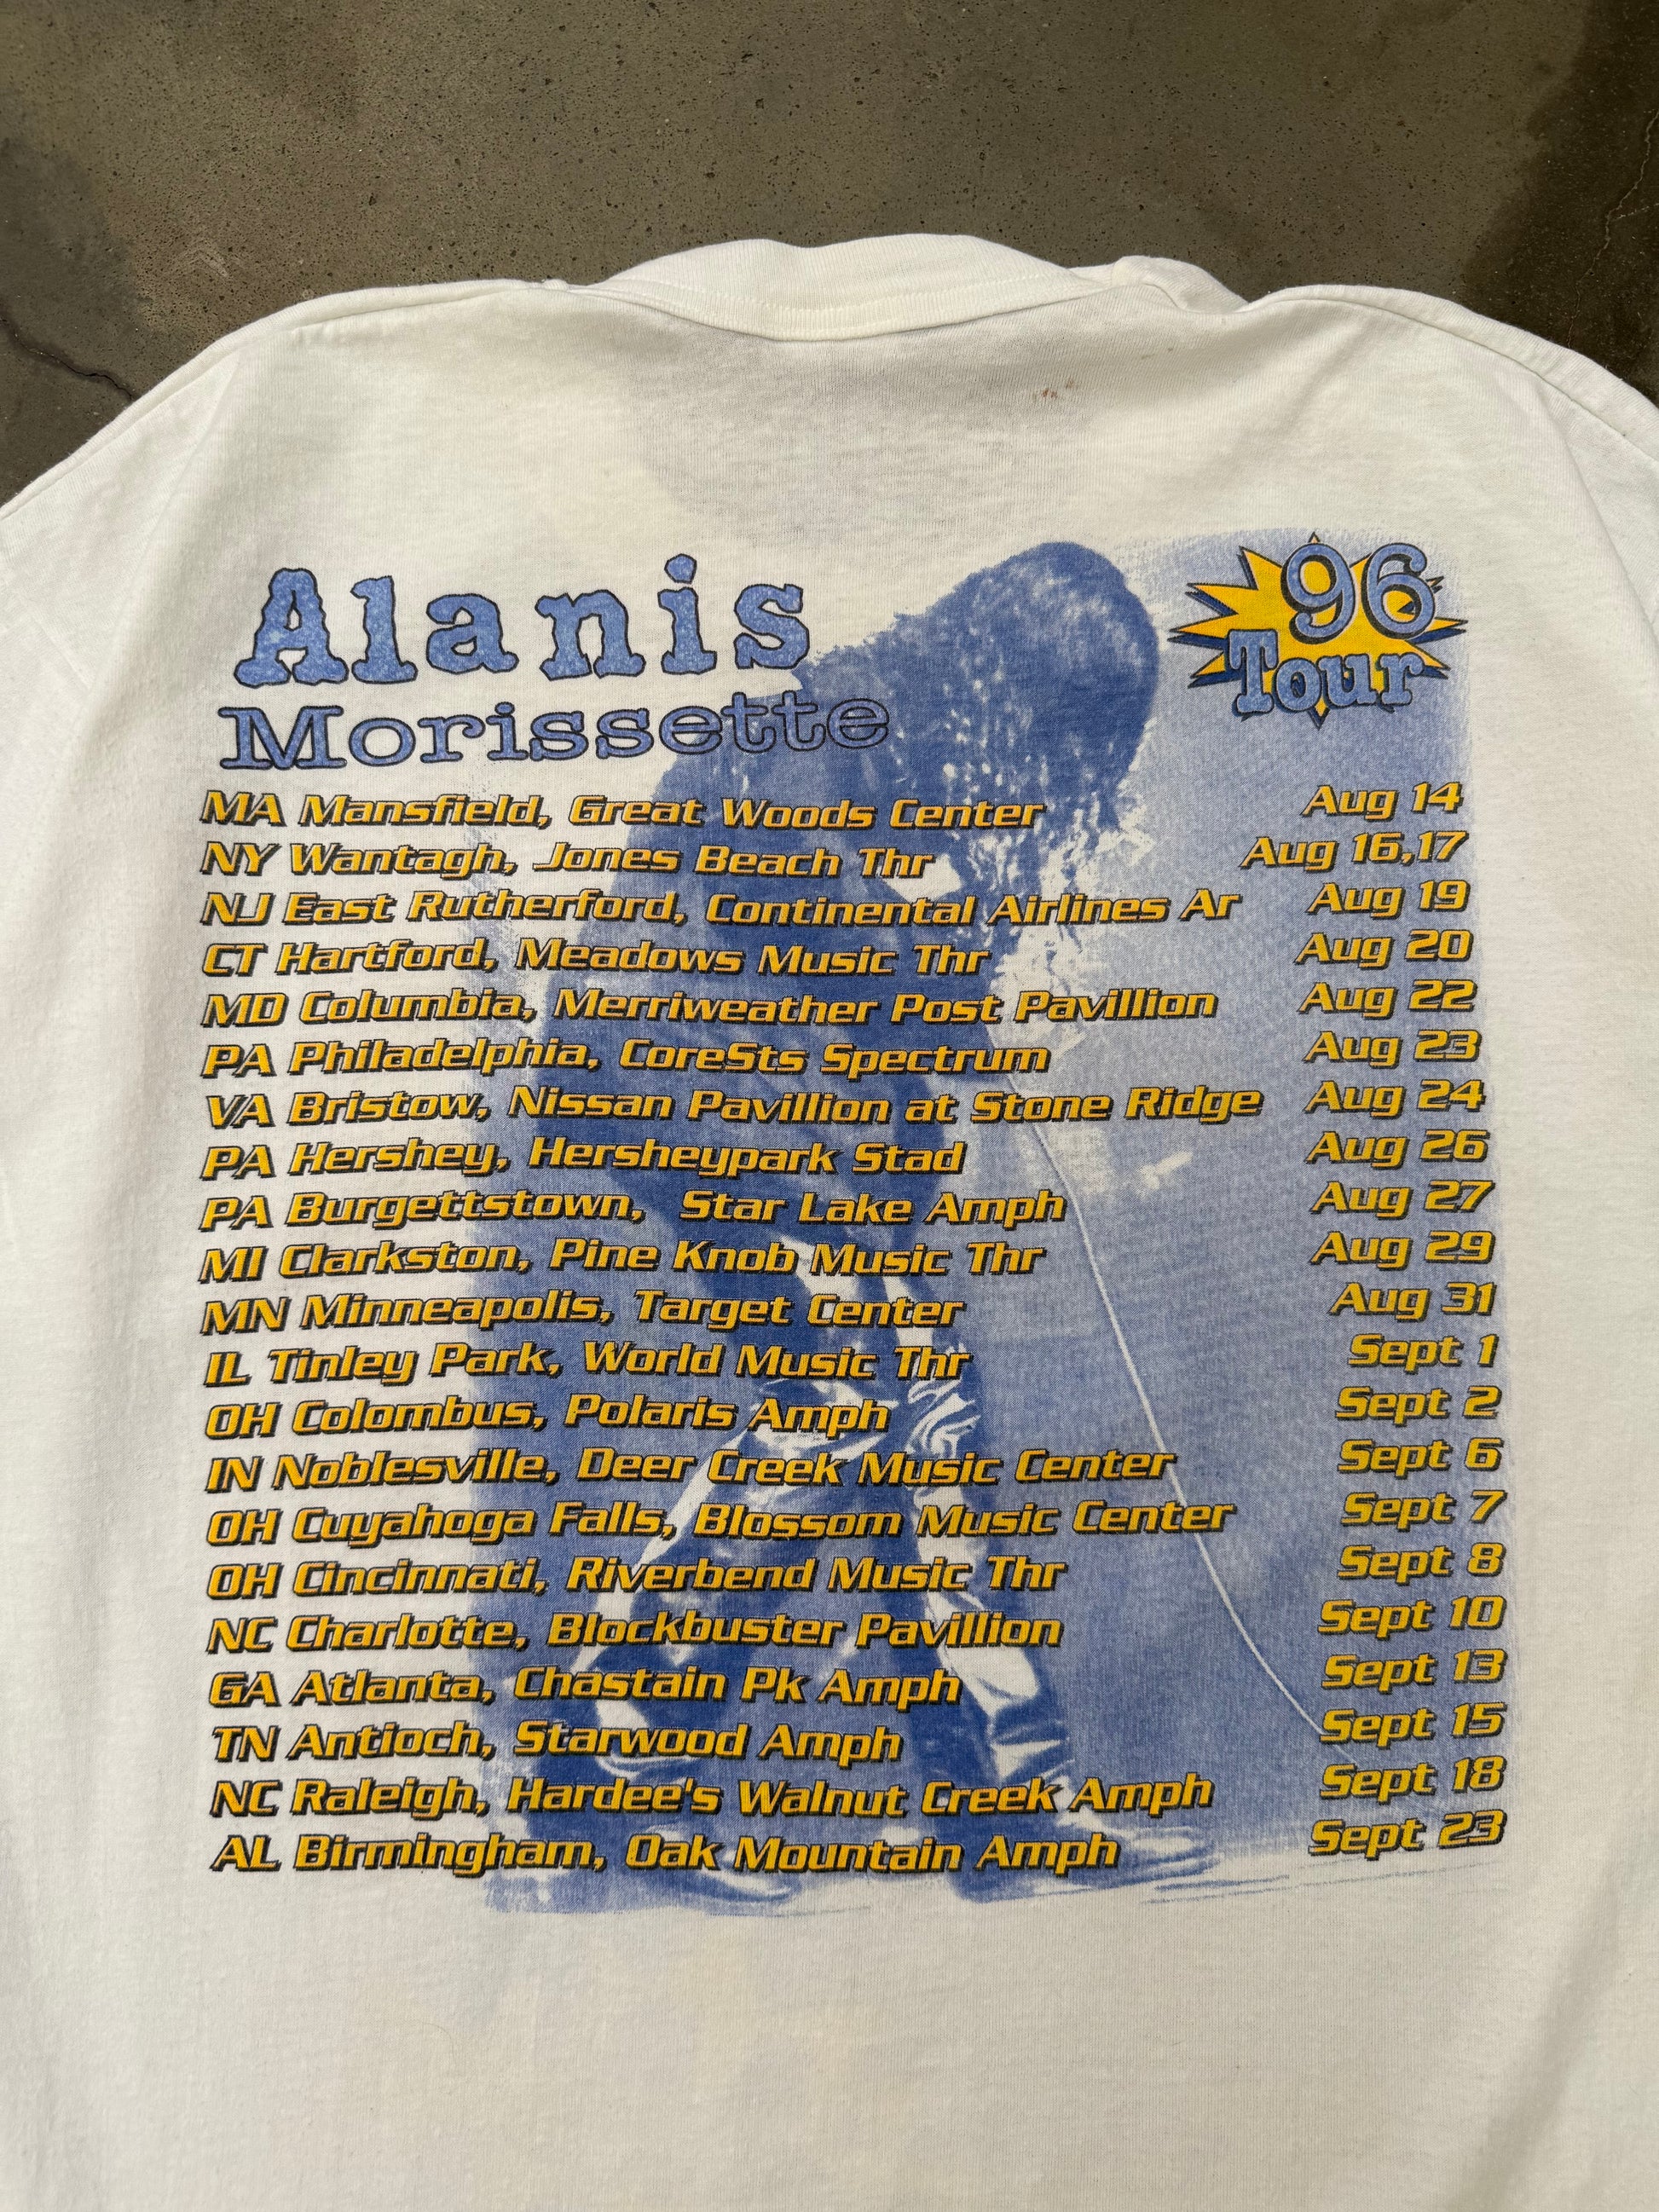 Alanis
Morissette
96
Tour
MA Mansfield, Great Woods Center Aug 14
NY Wantagh, Jones Beach Thr Aug 16,17
NJ East Rutherford, Continental Airlines Ar Aug 19
CT Hartford, Meadows Music Thr Aug 20
MD Columbia, Merriweather Post Pavillion Aug 22
PA Philadelphia, CoreSts Spectrum Aug 23
VA Bristow, Nissan Pavillion at Stone Ridge Aug 24
PA Hershey, Hersheypark Stad Aug 26
PA Burgettstown, Star Lake Amph Aug 27
MI Clarkston, Pine Knob Music Thr Aug 29
MN Minneapolis, Target Center Aug 31
IL Tinley Park, World Music Thr Sept 1
OH Colombus, Polaris Amph Sept 2
IN Noblesville, Deer Creek Music Center Sept 6
OH Cuyahoga Falls, Blossom Music Center Sept 7
OH Cincinnati, Riverbend Music Thr Sept 8
NC Charlotte, Blockbuster Pavillion Sept 10
GA Atlanta, Chastain Pk Amph Sept 13
TN Antioch, Starwood Amph Sept 15
NC Raleigh, Hardee's Walnut Creek Amph Sept 18
AL Birmingham, Oak Mountain Amph Sept 23